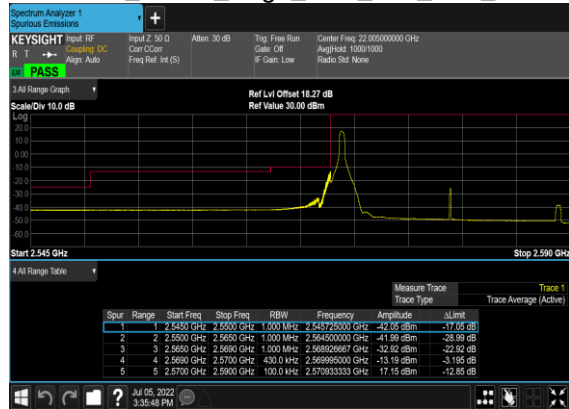 Spectrum Analyzer 1
Spurious Emissions
+
KEYSIGHT Input: RF Input Z: 50 Ω Atten: 30 dB Trig: Free Run Center Freq: 22.005000000 GHz
R T Coupling: DC Corr CCorr Gate: Off Avg|Hold: 1000/1000
Align: Auto Freq Ref: Int (S) IF Gain: Low Radio Std: None
PASS
3 All Range Graph Ref Lvl Offset 18.27 dB
Scale/Div 10.0 dB Ref Value 30.00 dBm
Log
20.0
10.0
0.00
-10.0
-20.0
-30.0
-40.0
-50.0
-60.0
Start 2.545 GHz Stop 2.590 GHz
4 All Range Table
Measure Trace Trace 1
Trace Type Trace Average (Active)
Spur Range Start Freq Stop Freq RBW Frequency Amplitude ΔLimit
1 1 2.5450 GHz 2.5500 GHz 1.000 MHz 2.545725000 GHz -42.05 dBm -17.05 dB
2 2 2.5500 GHz 2.5650 GHz 1.000 MHz 2.564500000 GHz -41.99 dBm -28.99 dB
3 3 2.5650 GHz 2.5690 GHz 1.000 MHz 2.568926667 GHz -32.92 dBm -22.92 dB
4 4 2.5690 GHz 2.5700 GHz 430.0 kHz 2.569995000 GHz -13.19 dBm -3.195 dB
5 5 2.5700 GHz 2.5900 GHz 100.0 kHz 2.570933333 GHz 17.15 dBm -12.85 dB
? Jul 05, 2022
3:35:48 PM